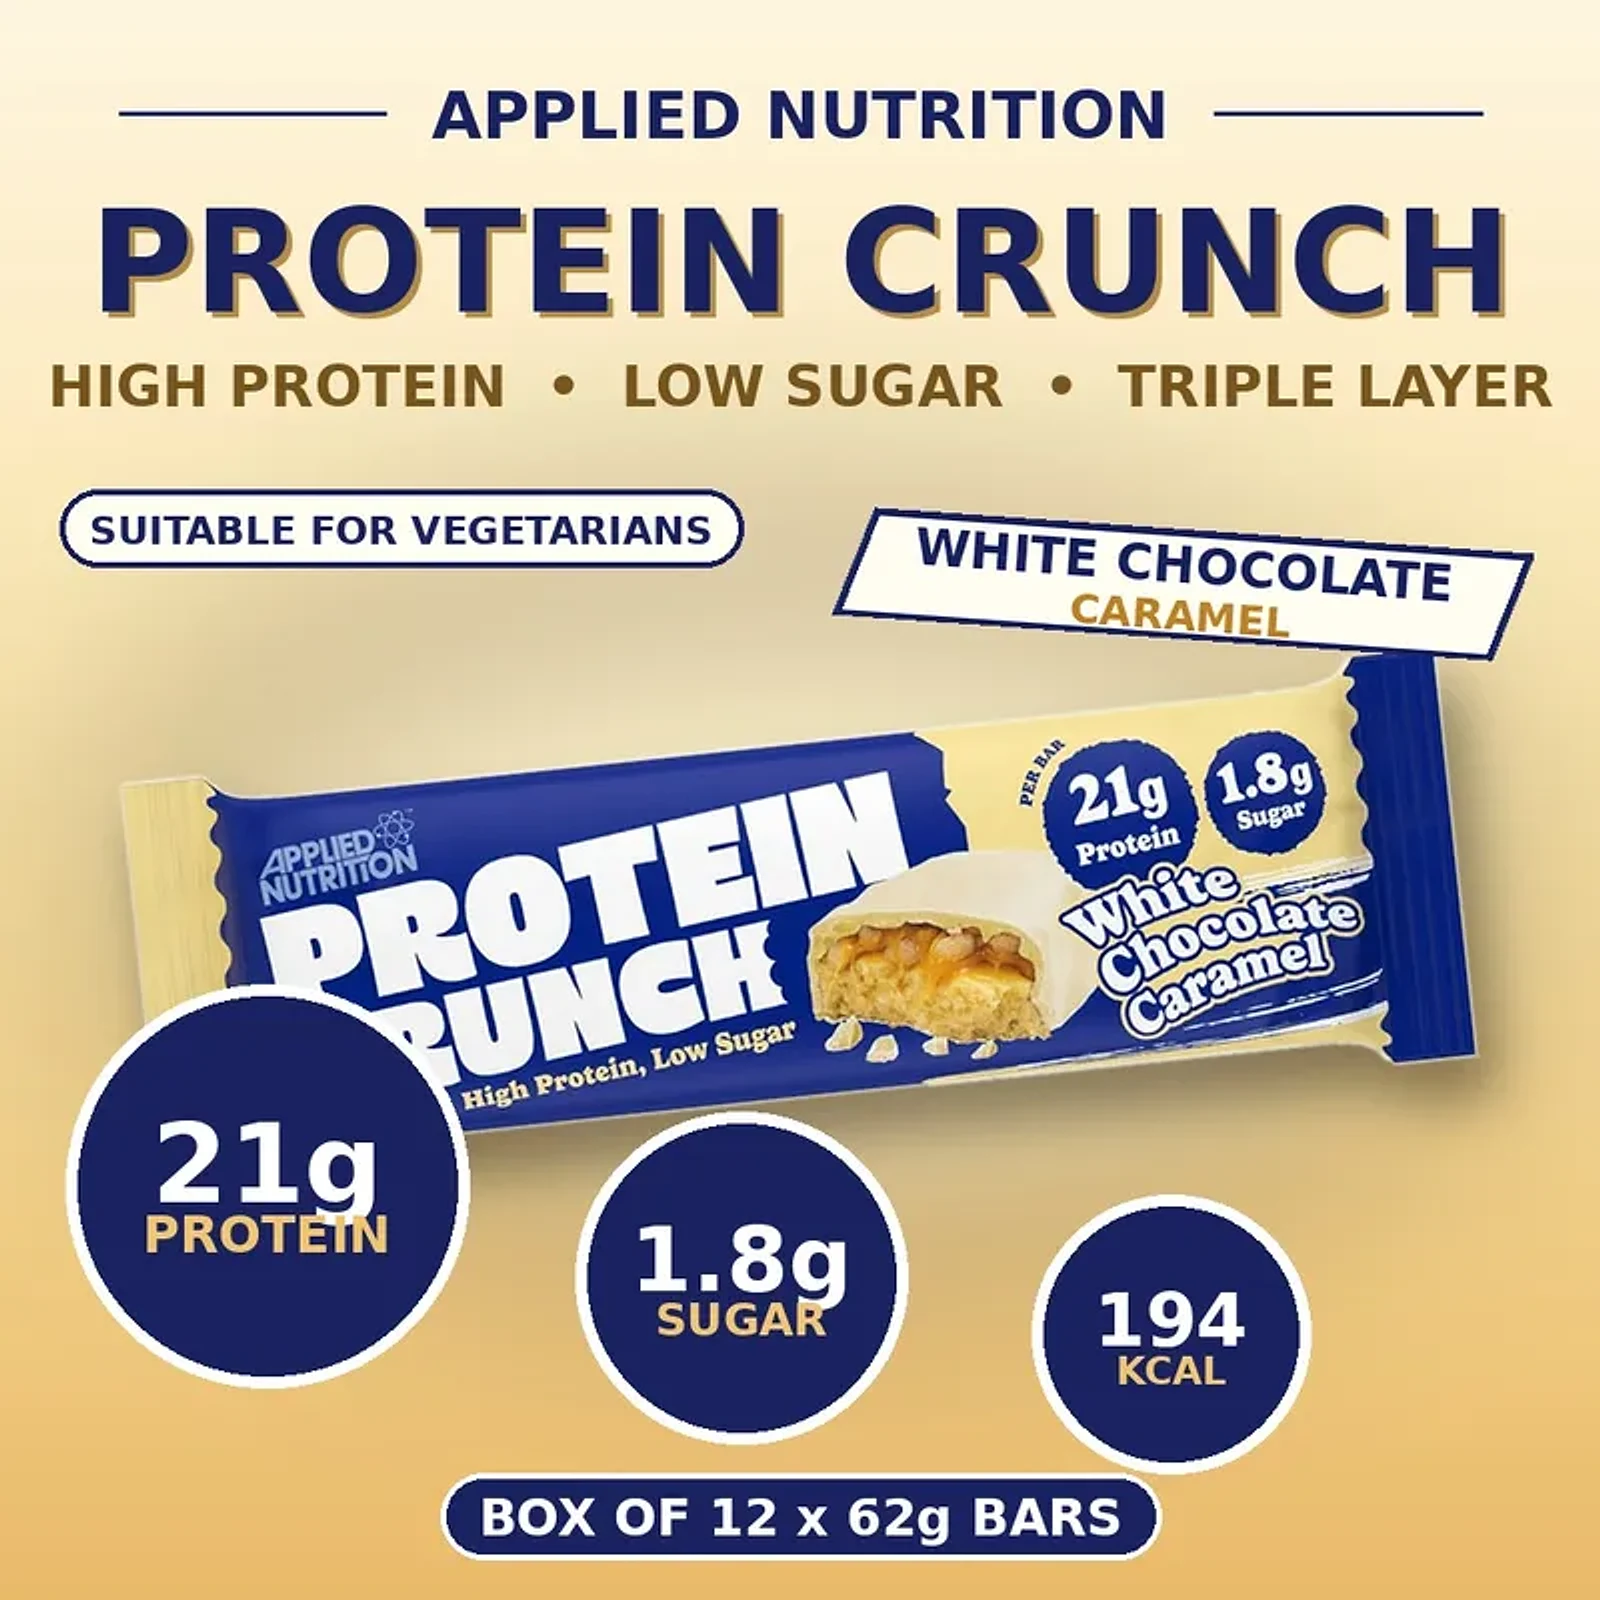 APPLIED NUTRITION
PROTEIN CRUNCH
HIGH PROTEIN • LOW SUGAR • TRIPLE LAYER
SUITABLE FOR VEGETARIANS
WHITE CHOCOLATE
CARAMEL
APPLIED
NUTRITION
PROTEIN
RUNCH
High Protein, Low Sugar
PER BAR
21g
Protein
1.8g
Sugar
White
Chocolate
Caramel
21g
PROTEIN
1.8g
SUGAR
194
KCAL
BOX OF 12 x 62g BARS